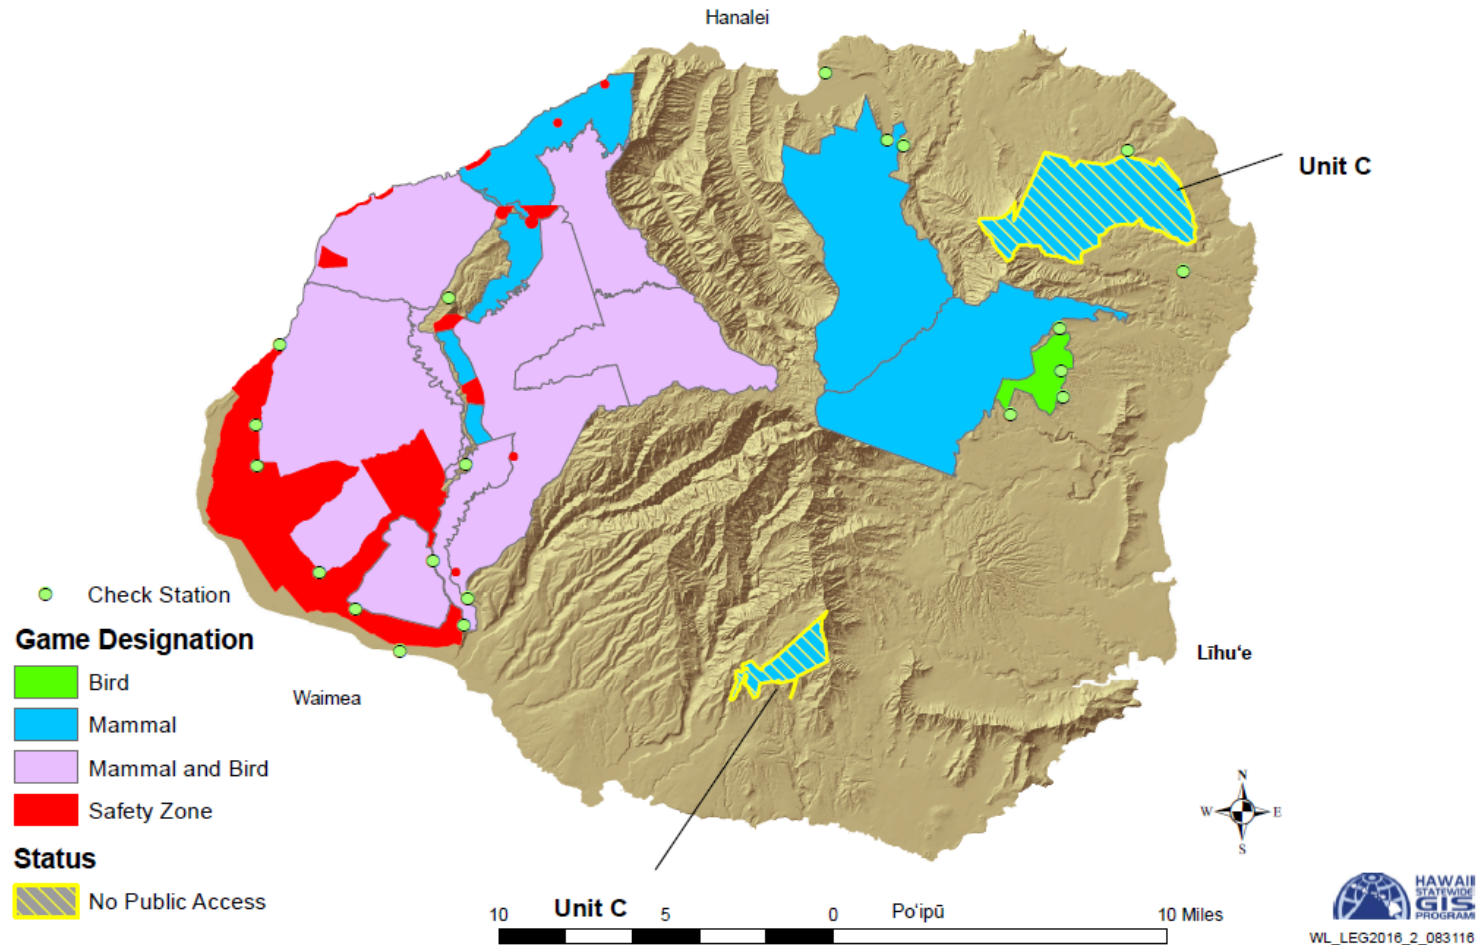 Hanalei
Unit C
Check Station
Game Designation
Bird
Mammal
Mammal and Bird
Safety Zone
Status
No Public Access
Waimea
Līhuʻe
N
W E
S
Unit C
Poʻipū
10 5 0 10 Miles
HAWAII
STATEWIDE
GIS
PROGRAM
WL_LEG2016_2_083116